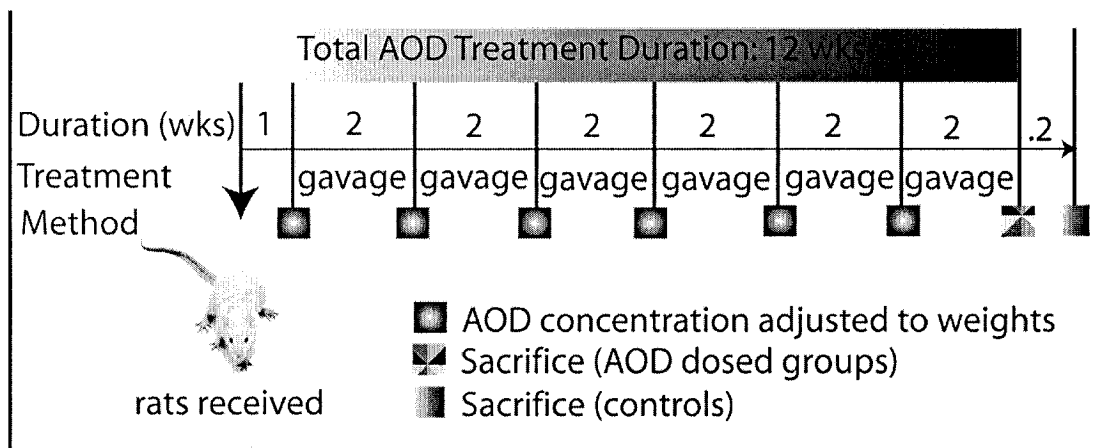 Total AOD Treatment Duration: 12 wks
Duration (wks) 1 2 2 2 2 2 2 .2
Treatment gavage gavage gavage gavage gavage gavage
Method
AOD concentration adjusted to weights
Sacrifice (AOD dosed groups)
rats received Sacrifice (controls)